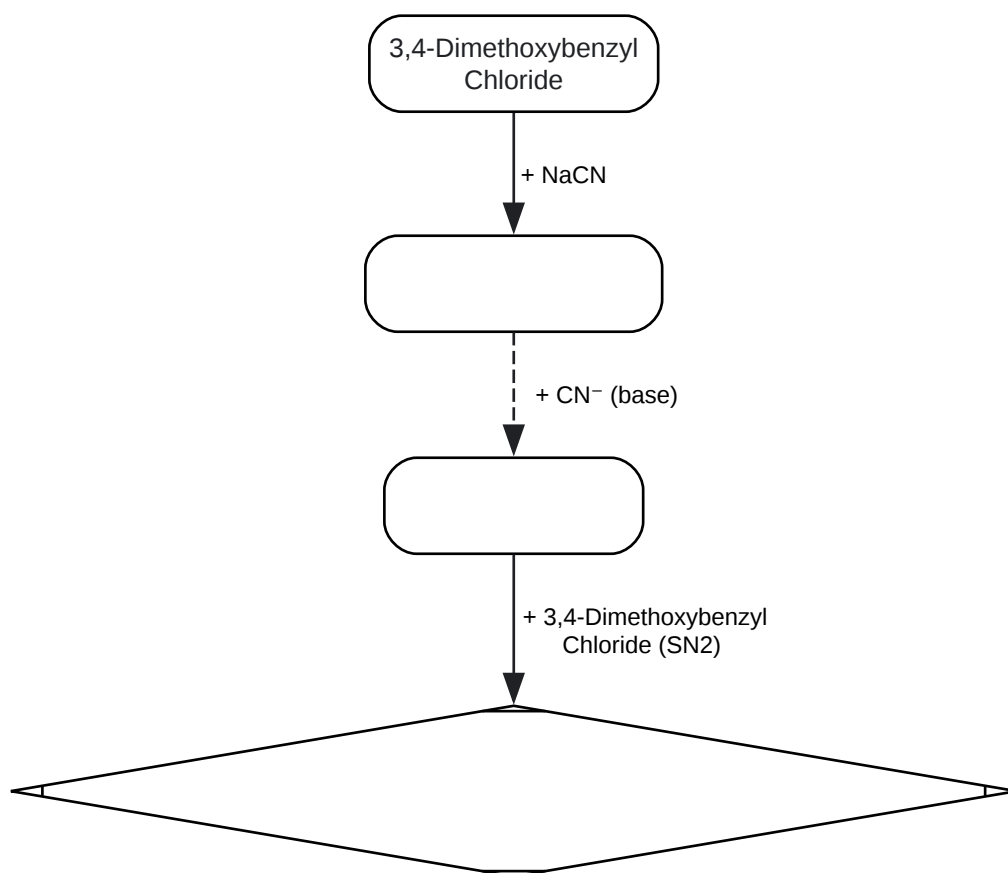 3,4-Dimethoxybenzyl
Chloride
+ NaCN
+ CN⁻ (base)
+ 3,4-Dimethoxybenzyl
Chloride (SN2)